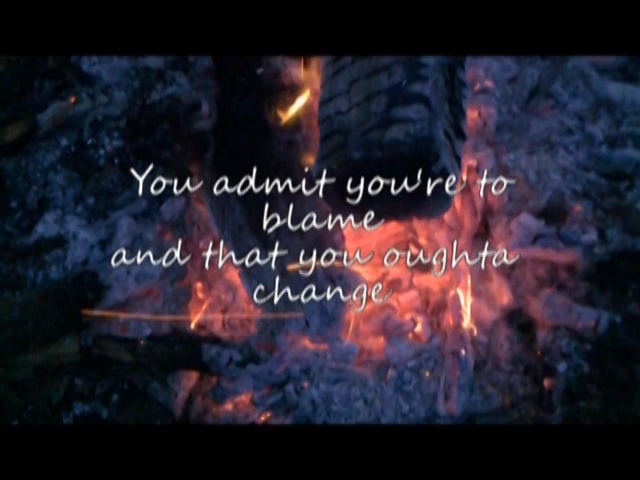 You admit you're to
blame
and that you oughta
change